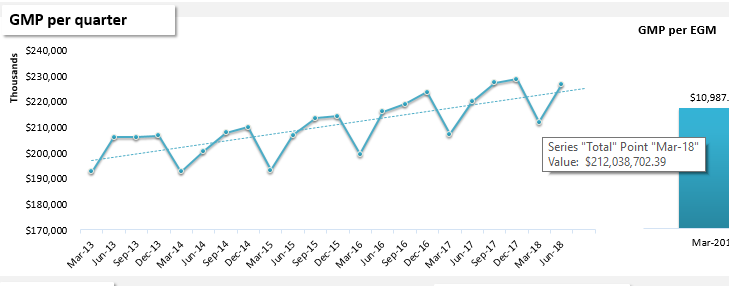 GMP per quarter
GMP per EGM
Thousands
$240,000
$230,000
$220,000
$210,000
$200,000
$190,000
$180,000
$170,000
Mar-13
Jun-13
Sep-13
Dec-13
Mar-14
Jun-14
Sep-14
Dec-14
Mar-15
Jun-15
Sep-15
Dec-15
Mar-16
Jun-16
Sep-16
Dec-16
Mar-17
Jun-17
Sep-17
Dec-17
Mar-18
Jun-18
Series "Total" Point "Mar-18"
Value: $212,038,702.39
$10,987.
Mar-201